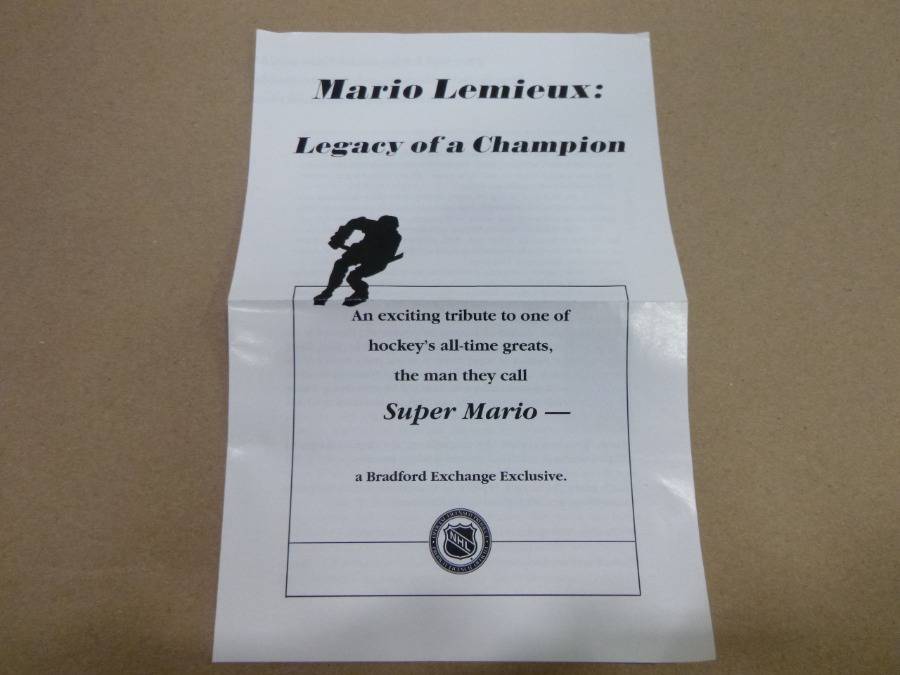 Mario Lemieux:
Legacy of a Champion
An exciting tribute to one of
hockey's all-time greats,
the man they call
Super Mario —
a Bradford Exchange Exclusive.
NHL